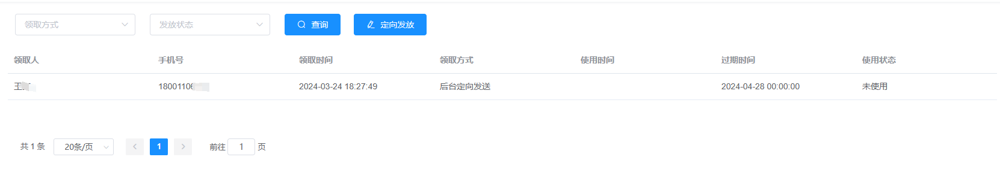 领取方式 发放状态 查询 定向发放
领取人 手机号 领取时间 领取方式 使用时间 过期时间 使用状态
王 1800110 2024-03-24 18:27:49 后台定向发送 2024-04-28 00:00:00 未使用
共 1 条 20条/页 1 前往 1 页